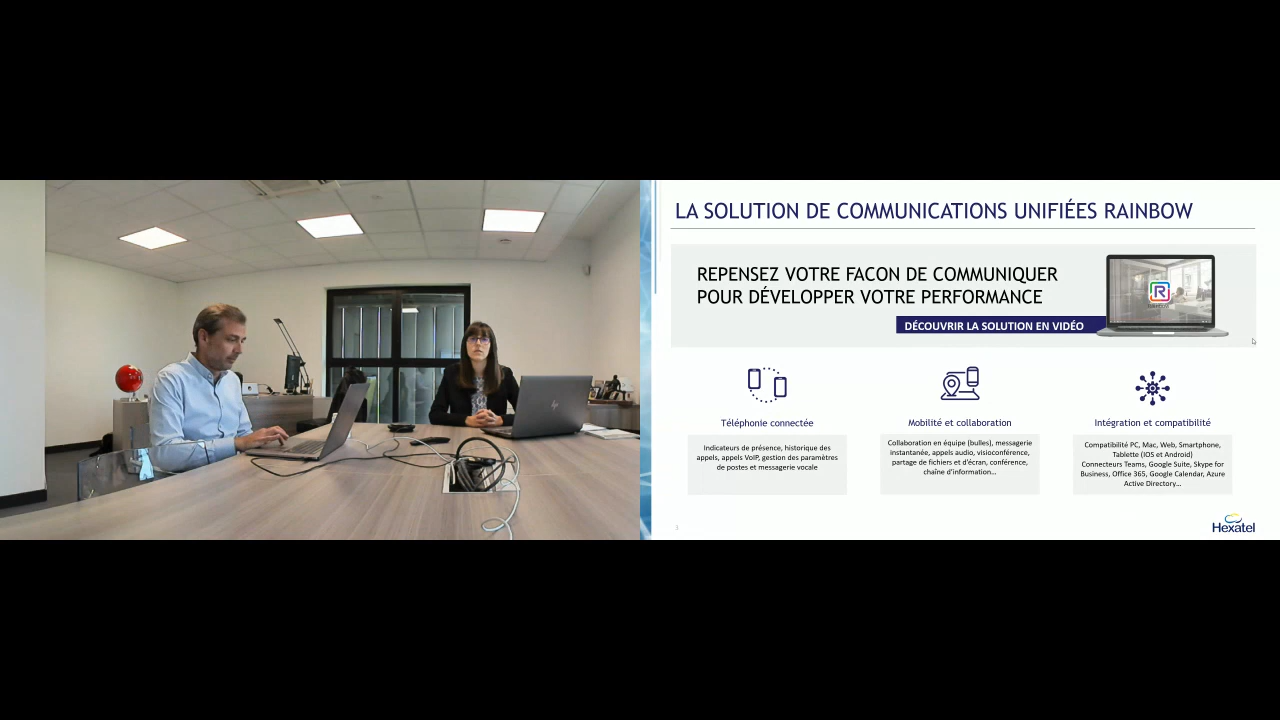 LA SOLUTION DE COMMUNICATIONS UNIFIÉES RAINBOW
REPENSEZ VOTRE FACON DE COMMUNIQUER
POUR DÉVELOPPER VOTRE PERFORMANCE
DÉCOUVRIR LA SOLUTION EN VIDÉO
Téléphonie connectée
Indicateurs de présence, historique des
appels, appels VoIP, gestion des paramètres
de postes et messagerie vocale
Mobilité et collaboration
Collaboration en équipe (bulles), messagerie
instantanée, appels audio, visioconférence,
partage de fichiers et d'écran, conférence,
chaîne d'information…
Intégration et compatibilité
Compatibilité PC, Mac, Web, Smartphone,
Tablette (IOS et Android)
Connecteurs Teams, Google Suite, Skype for
Business, Office 365, Google Calendar, Azure
Active Directory…
Hexatel